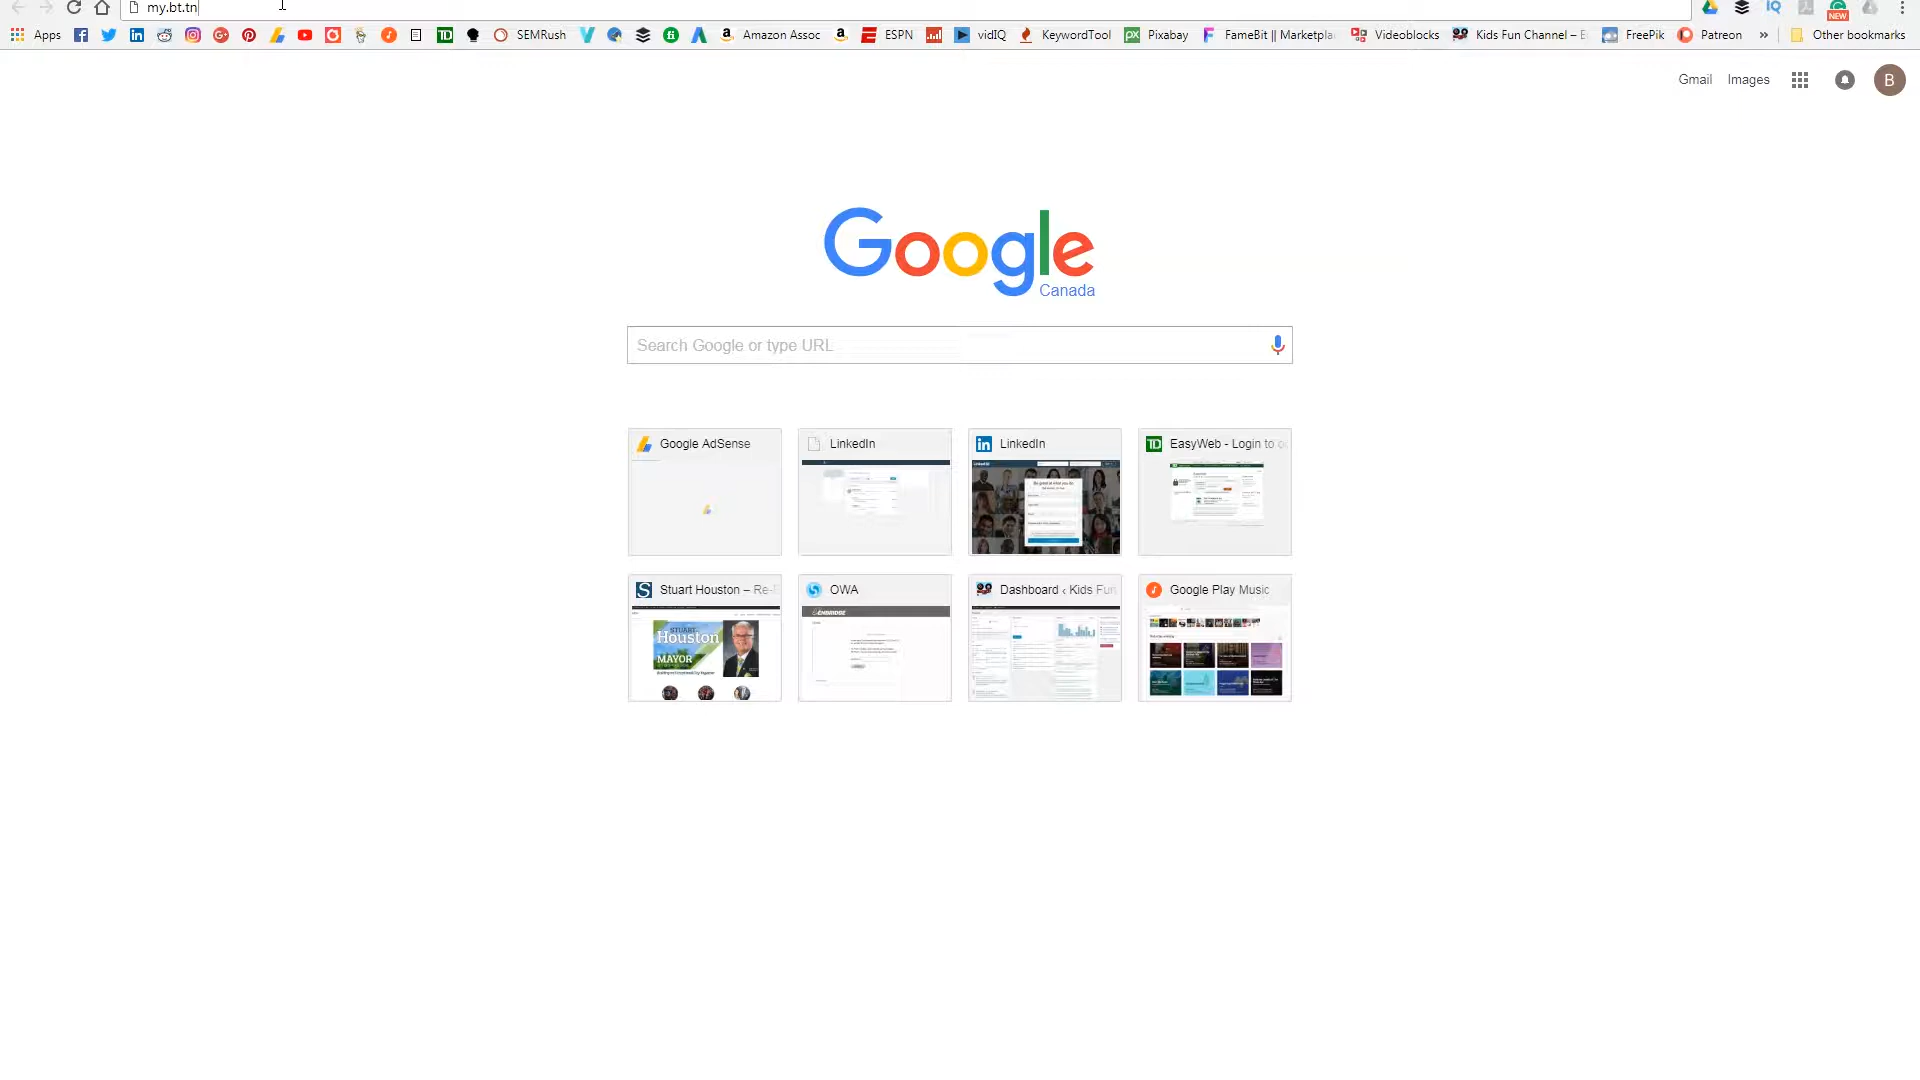 my.bt.tn
Apps SEMRush Amazon Assoc ESPN vidIQ KeywordTool Pixabay FameBit || Marketpla Videoblocks Kids Fun Channel – E FreePik Patreon » Other bookmarks
Gmail Images B
Google
Canada
Search Google or type URL
Google AdSense LinkedIn LinkedIn EasyWeb - Login to o
Stuart Houston – Re-E OWA Dashboard ‹ Kids Fun Google Play Music
STUART
Houston
MAYOR